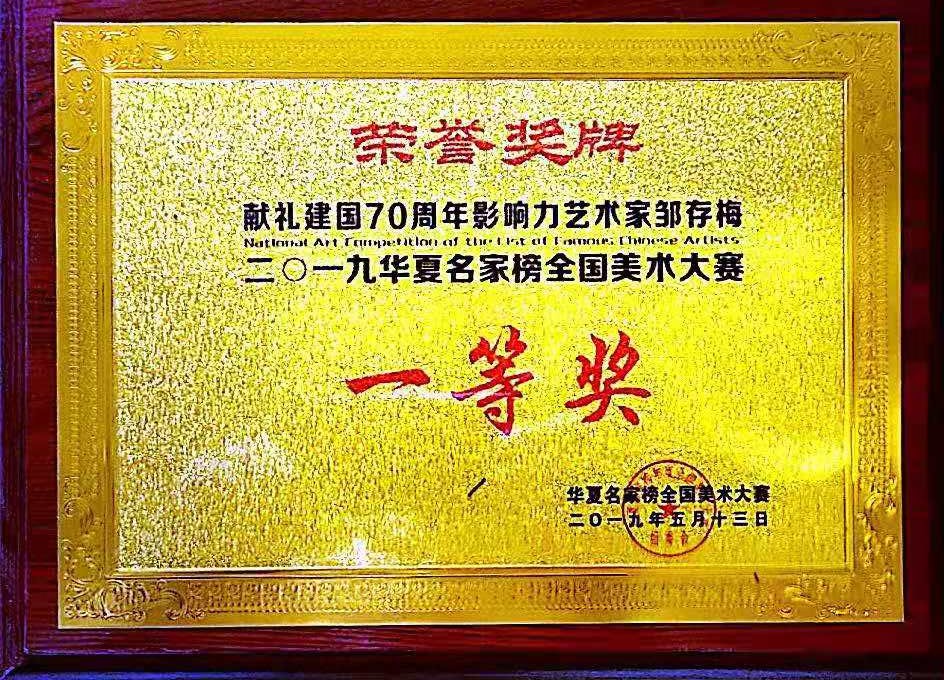 荣誉奖牌
献礼建国70周年影响力艺术家邹存梅
National Art Competition of the List of Famous Chinese Artists
二〇一九华夏名家榜全国美术大赛
一等奖
华夏名家榜全国美术大赛
二〇一九年五月十三日